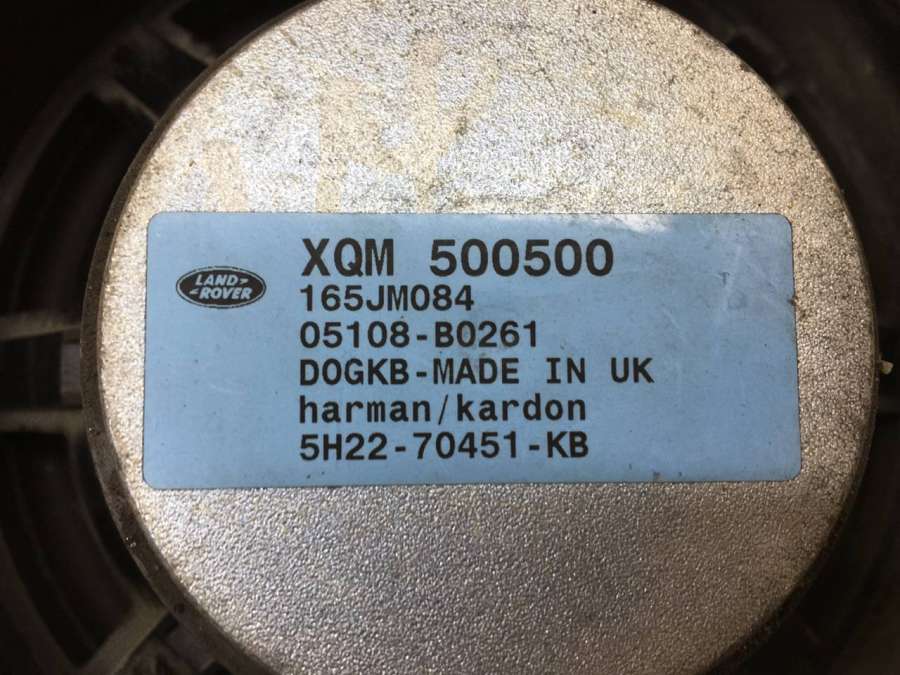 LAND-
-ROVER
XQM 500500
165JM084
05108-B0261
DOGKB-MADE IN UK
harman/kardon
5H22-70451-KB